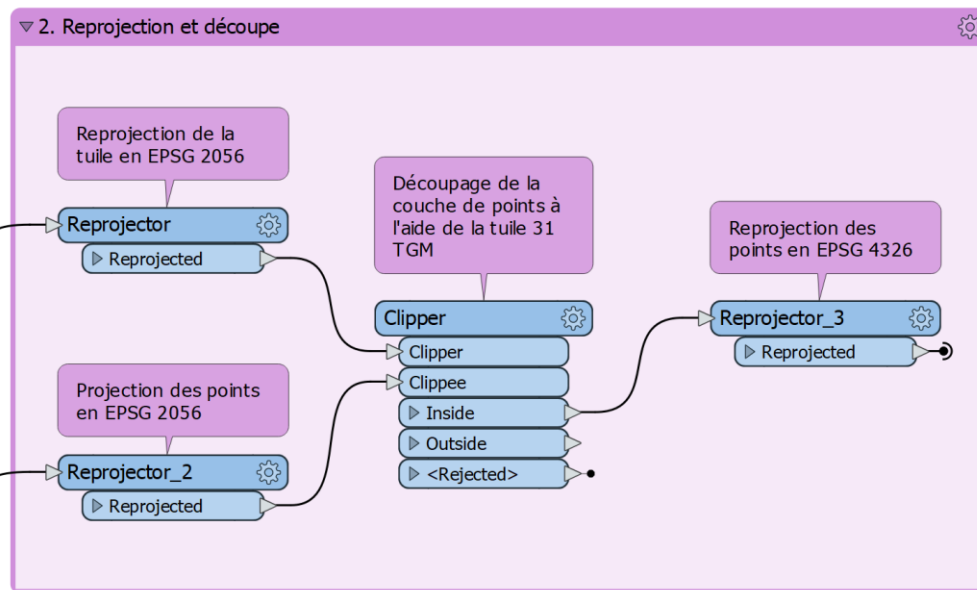 2. Reprojection et découpe
Reprojection de la
tuile en EPSG 2056
Reprojector
Reprojected
Projection des points
en EPSG 2056
Reprojector_2
Reprojected
Découpage de la
couche de points à
l'aide de la tuile 31
TGM
Clipper
Clipper
Clippee
Inside
Outside
<Rejected>
Reprojection des
points en EPSG 4326
Reprojector_3
Reprojected